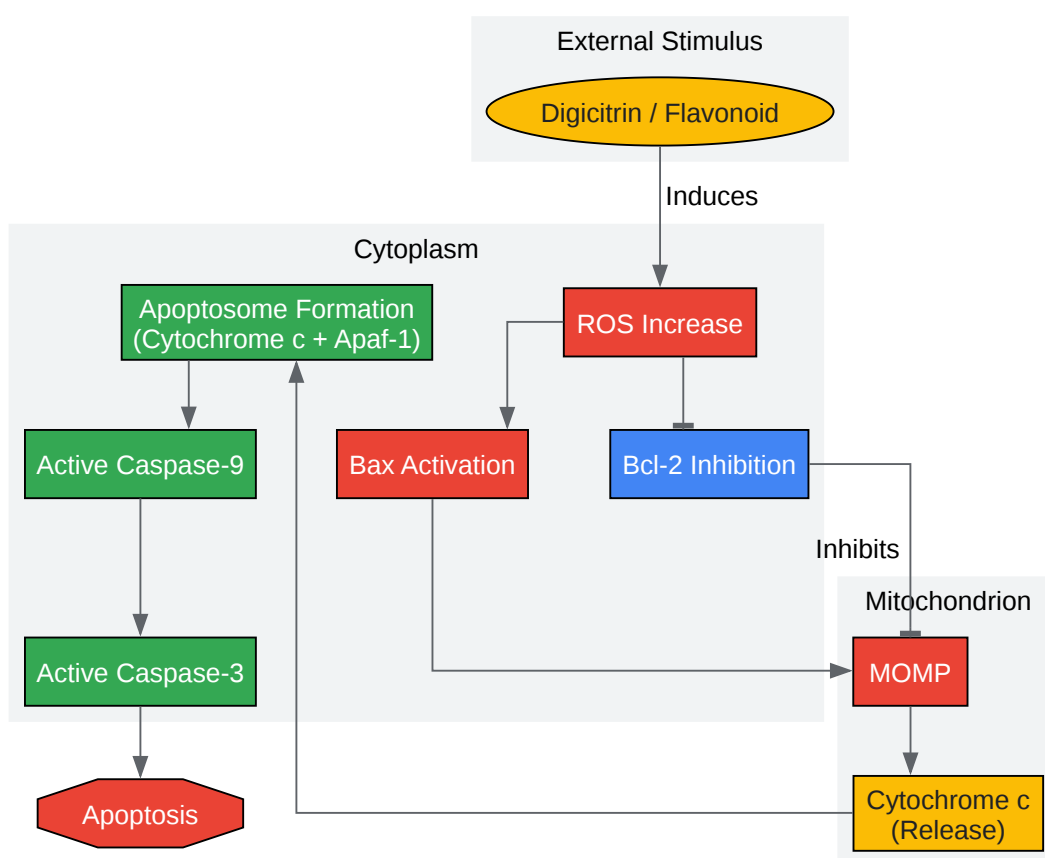 External Stimulus
Digicitrin / Flavonoid
Induces
Cytoplasm
Apoptosome Formation
(Cytochrome c + Apaf-1)
ROS Increase
Active Caspase-9
Bax Activation
Bcl-2 Inhibition
Inhibits
Mitochondrion
Active Caspase-3
MOMP
Apoptosis
Cytochrome c
(Release)